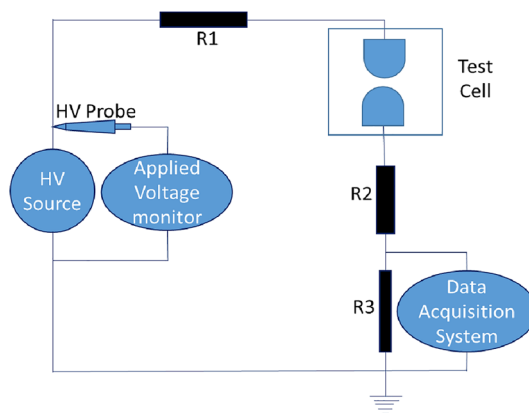 R1
Test
Cell
HV Probe
HV
Source
Applied
Voltage
monitor
R2
R3
Data
Acquisition
System